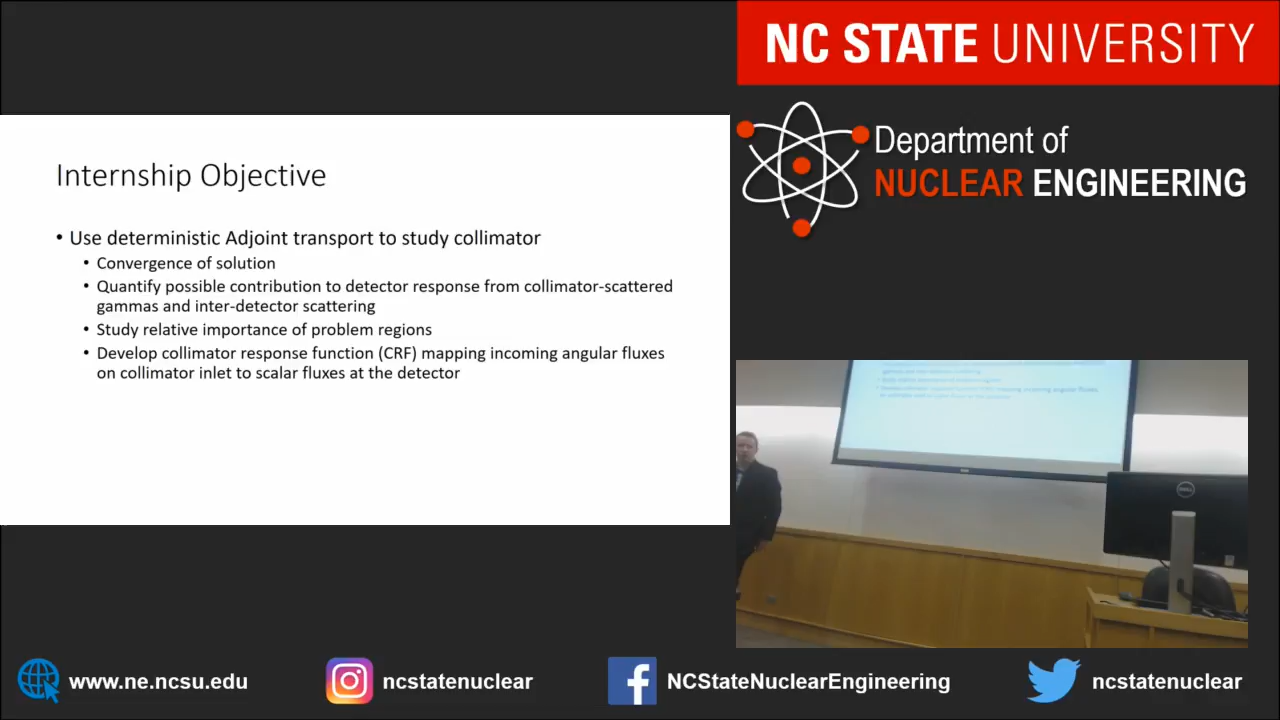 NC STATE UNIVERSITY
Department of
NUCLEAR ENGINEERING
Internship Objective
• Use deterministic Adjoint transport to study collimator
• Convergence of solution
• Quantify possible contribution to detector response from collimator-scattered
gammas and inter-detector scattering
• Study relative importance of problem regions
• Develop collimator response function (CRF) mapping incoming angular fluxes
on collimator inlet to scalar fluxes at the detector
DELL
www.ne.ncsu.edu
ncstatenuclear
NCStateNuclearEngineering
ncstatenuclear